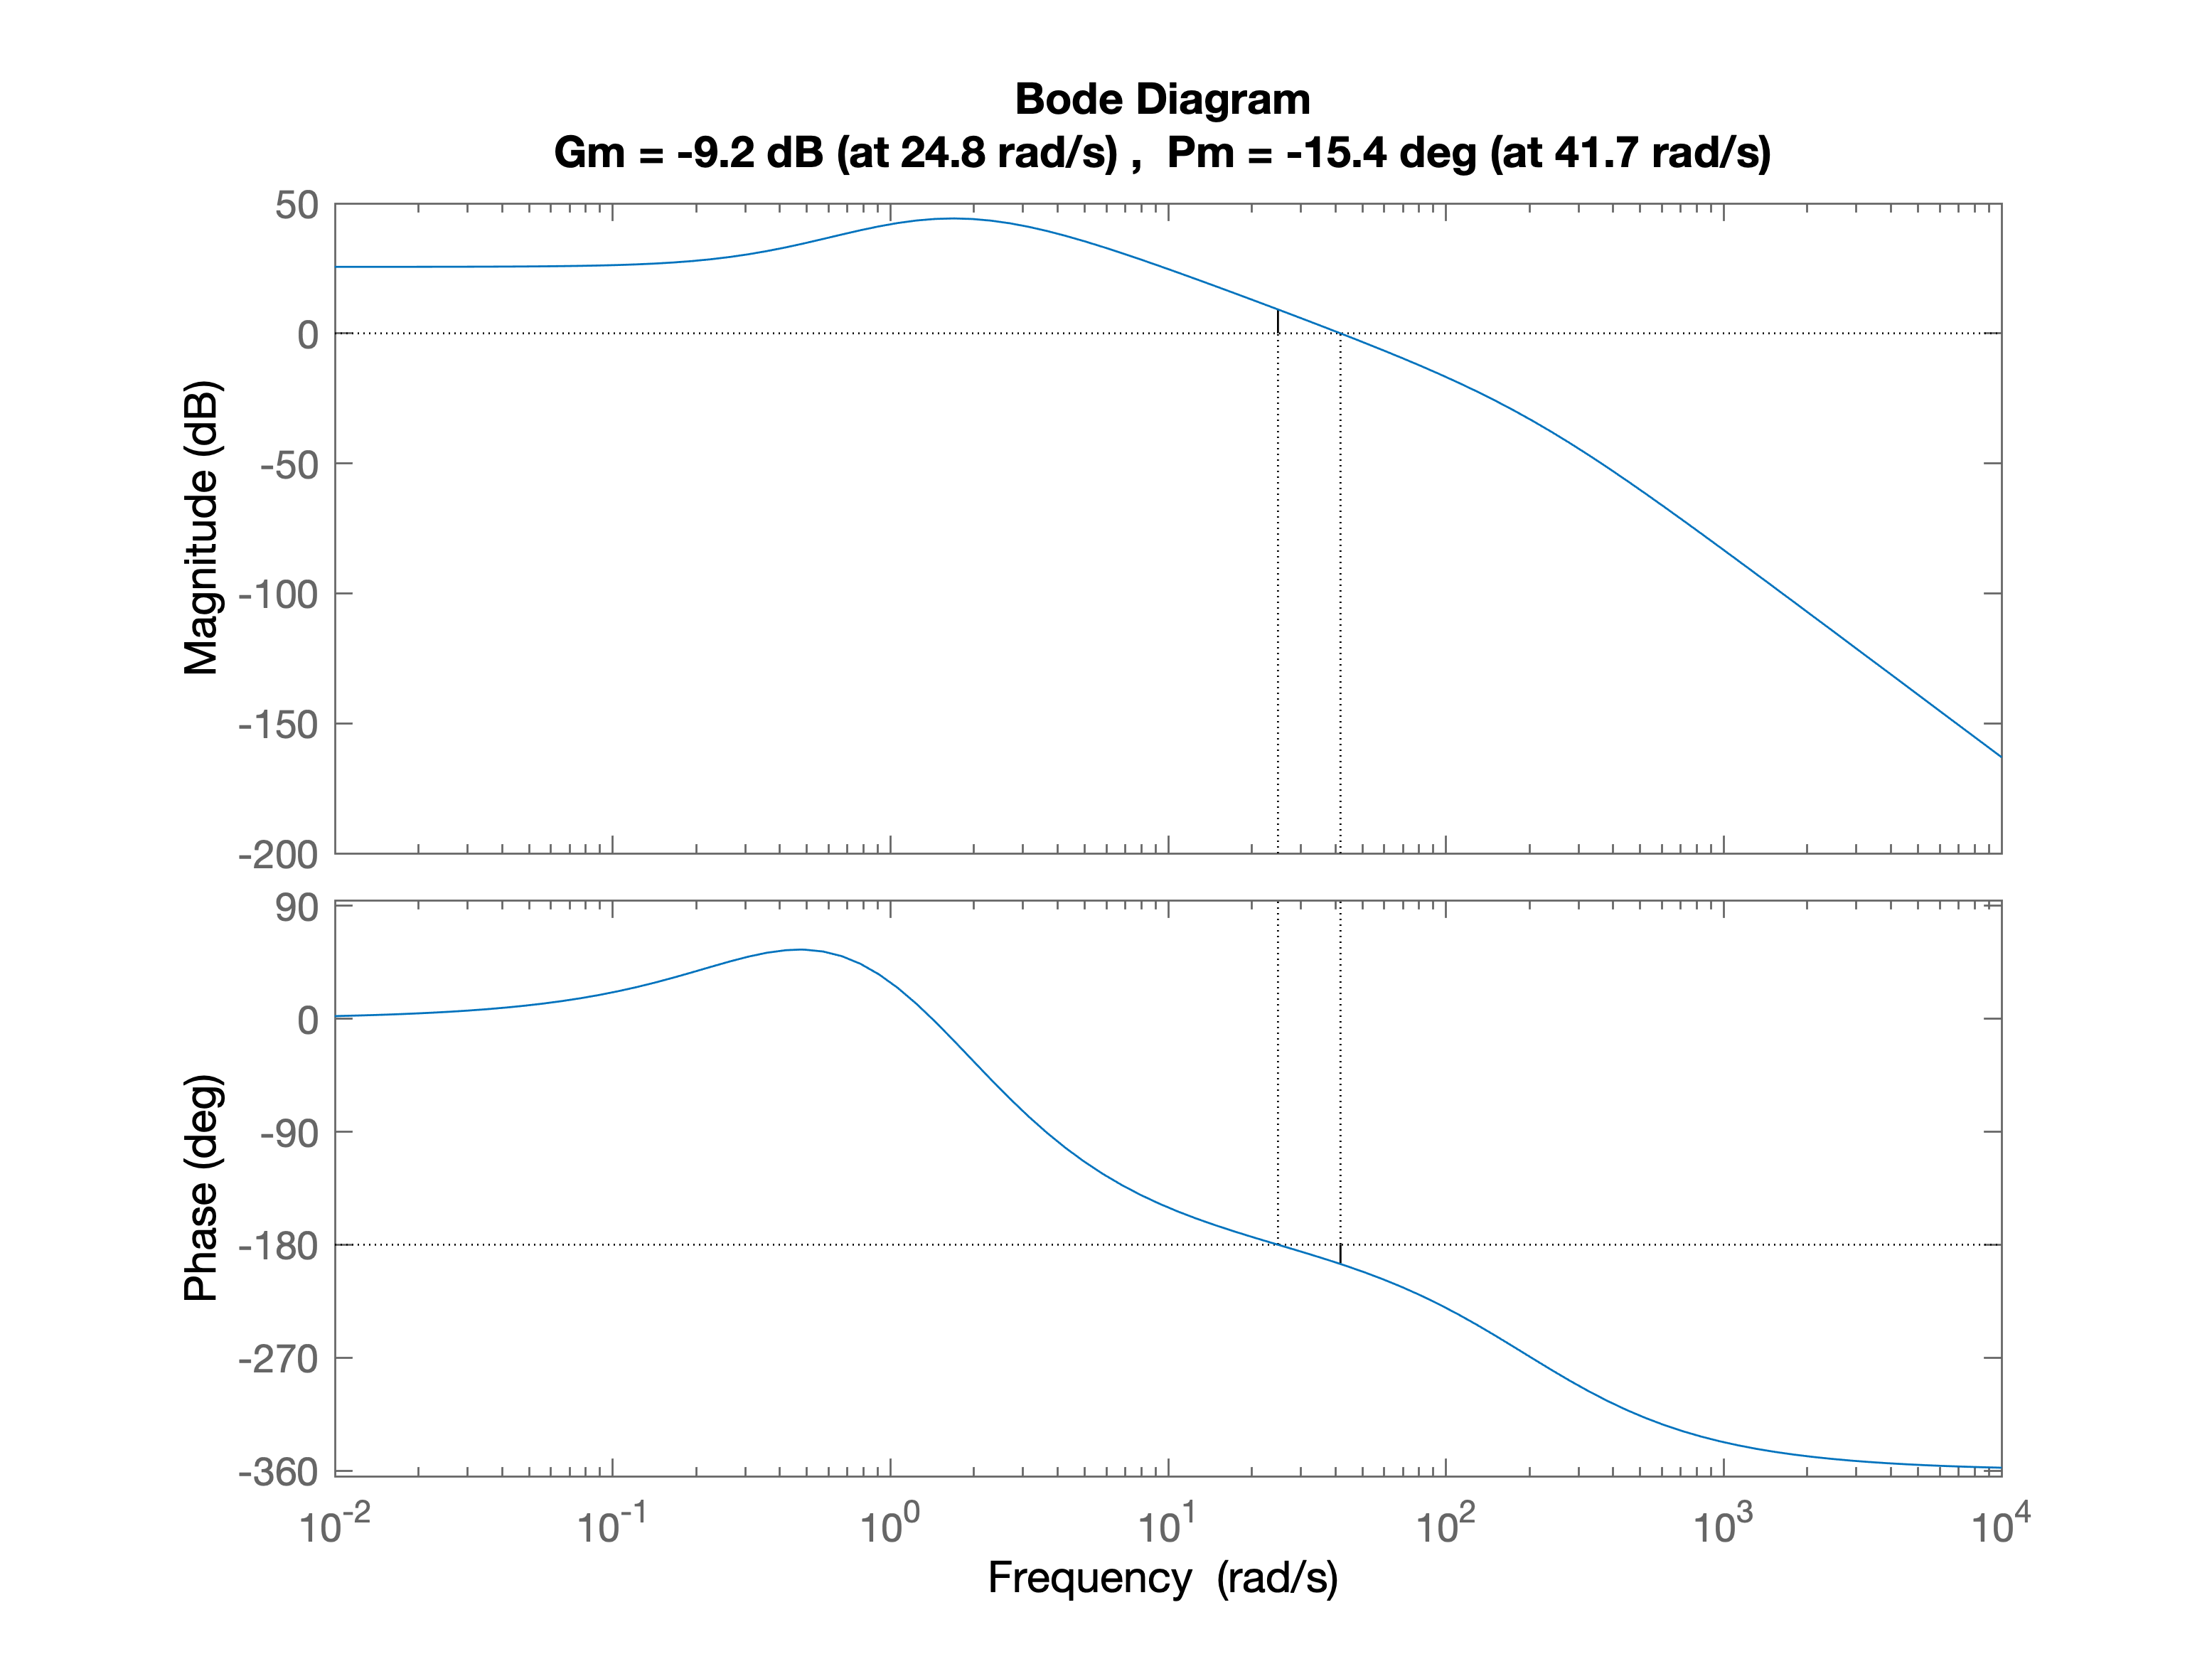 Bode Diagram
Gm = -9.2 dB (at 24.8 rad/s) ,  Pm = -15.4 deg (at 41.7 rad/s)
50
0
-50
-100
-150
-200
Magnitude (dB)
90
0
-90
-180
-270
-360
Phase (deg)
10^-2 10^-1 10^0 10^1 10^2 10^3 10^4
Frequency  (rad/s)